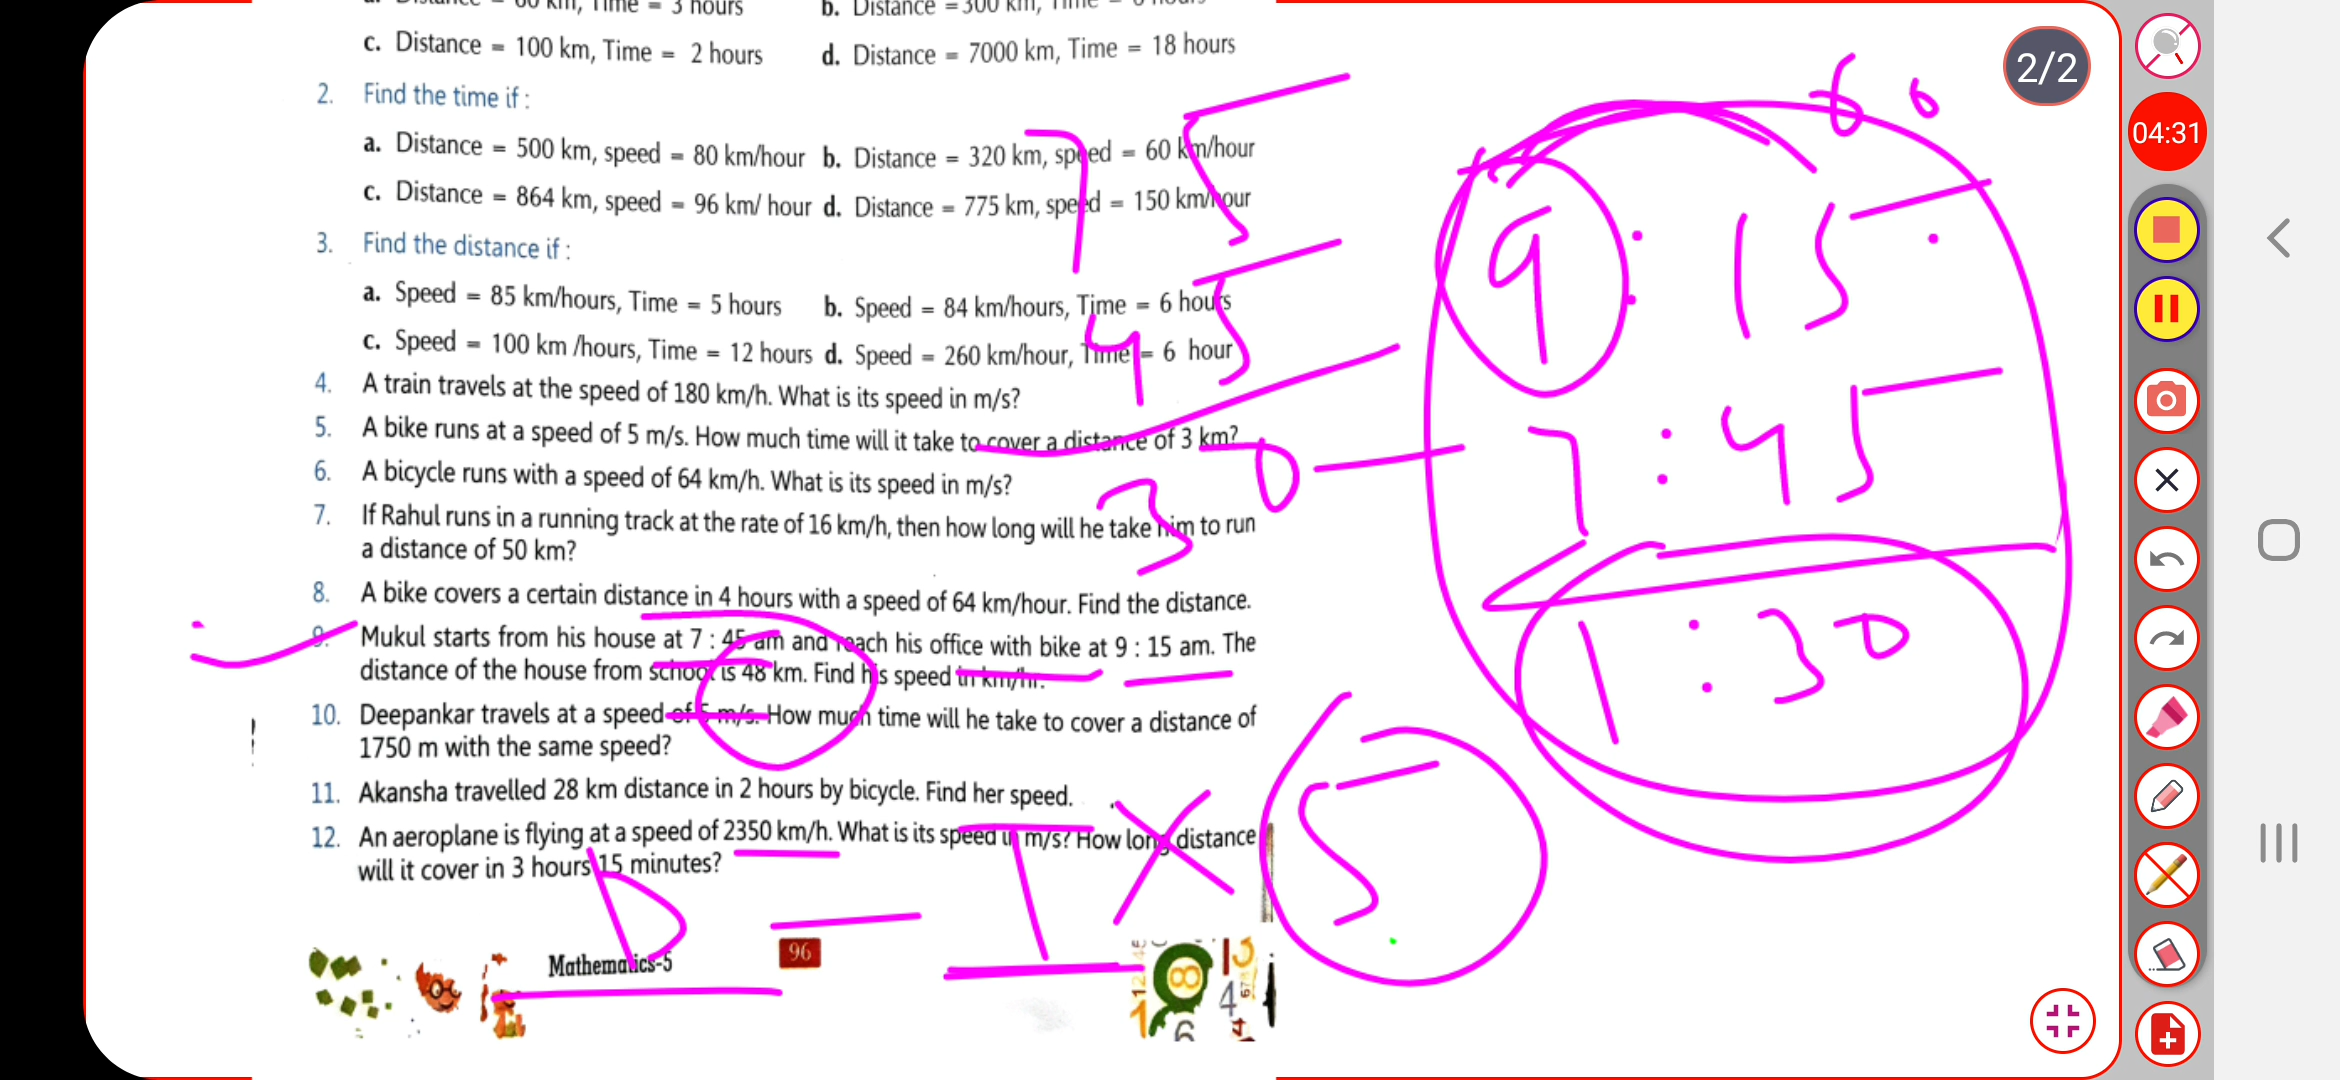 c. Distance = 100 km, Time = 2 hours d. Distance = 7000 km, Time = 18 hours
2. Find the time if :
a. Distance = 500 km, speed = 80 km/hour b. Distance = 320 km, speed = 60 km/hour
c. Distance = 864 km, speed = 96 km/ hour d. Distance = 775 km, speed = 150 km/hour
3. Find the distance if :
a. Speed = 85 km/hours, Time = 5 hours b. Speed = 84 km/hours, Time = 6 hours
c. Speed = 100 km /hours, Time = 12 hours d. Speed = 260 km/hour, Time = 6 hour
4. A train travels at the speed of 180 km/h. What is its speed in m/s?
5. A bike runs at a speed of 5 m/s. How much time will it take to cover a distance of 3 km?
6. A bicycle runs with a speed of 64 km/h. What is its speed in m/s?
7. If Rahul runs in a running track at the rate of 16 km/h, then how long will he take him to run
a distance of 50 km?
8. A bike covers a certain distance in 4 hours with a speed of 64 km/hour. Find the distance.
9. Mukul starts from his house at 7 : 45 am and reach his office with bike at 9 : 15 am. The
distance of the house from school is 48 km. Find his speed in km/hr.
10. Deepankar travels at a speed of 5 m/s. How much time will he take to cover a distance of
1750 m with the same speed?
11. Akansha travelled 28 km distance in 2 hours by bicycle. Find her speed.
12. An aeroplane is flying at a speed of 2350 km/h. What is its speed in m/s? How long distance
will it cover in 3 hours 15 minutes?
Mathematics-5
96
75
45
30
60
9 : 15
7 : 45
1 : 30
D = T × S
2/2
04:31